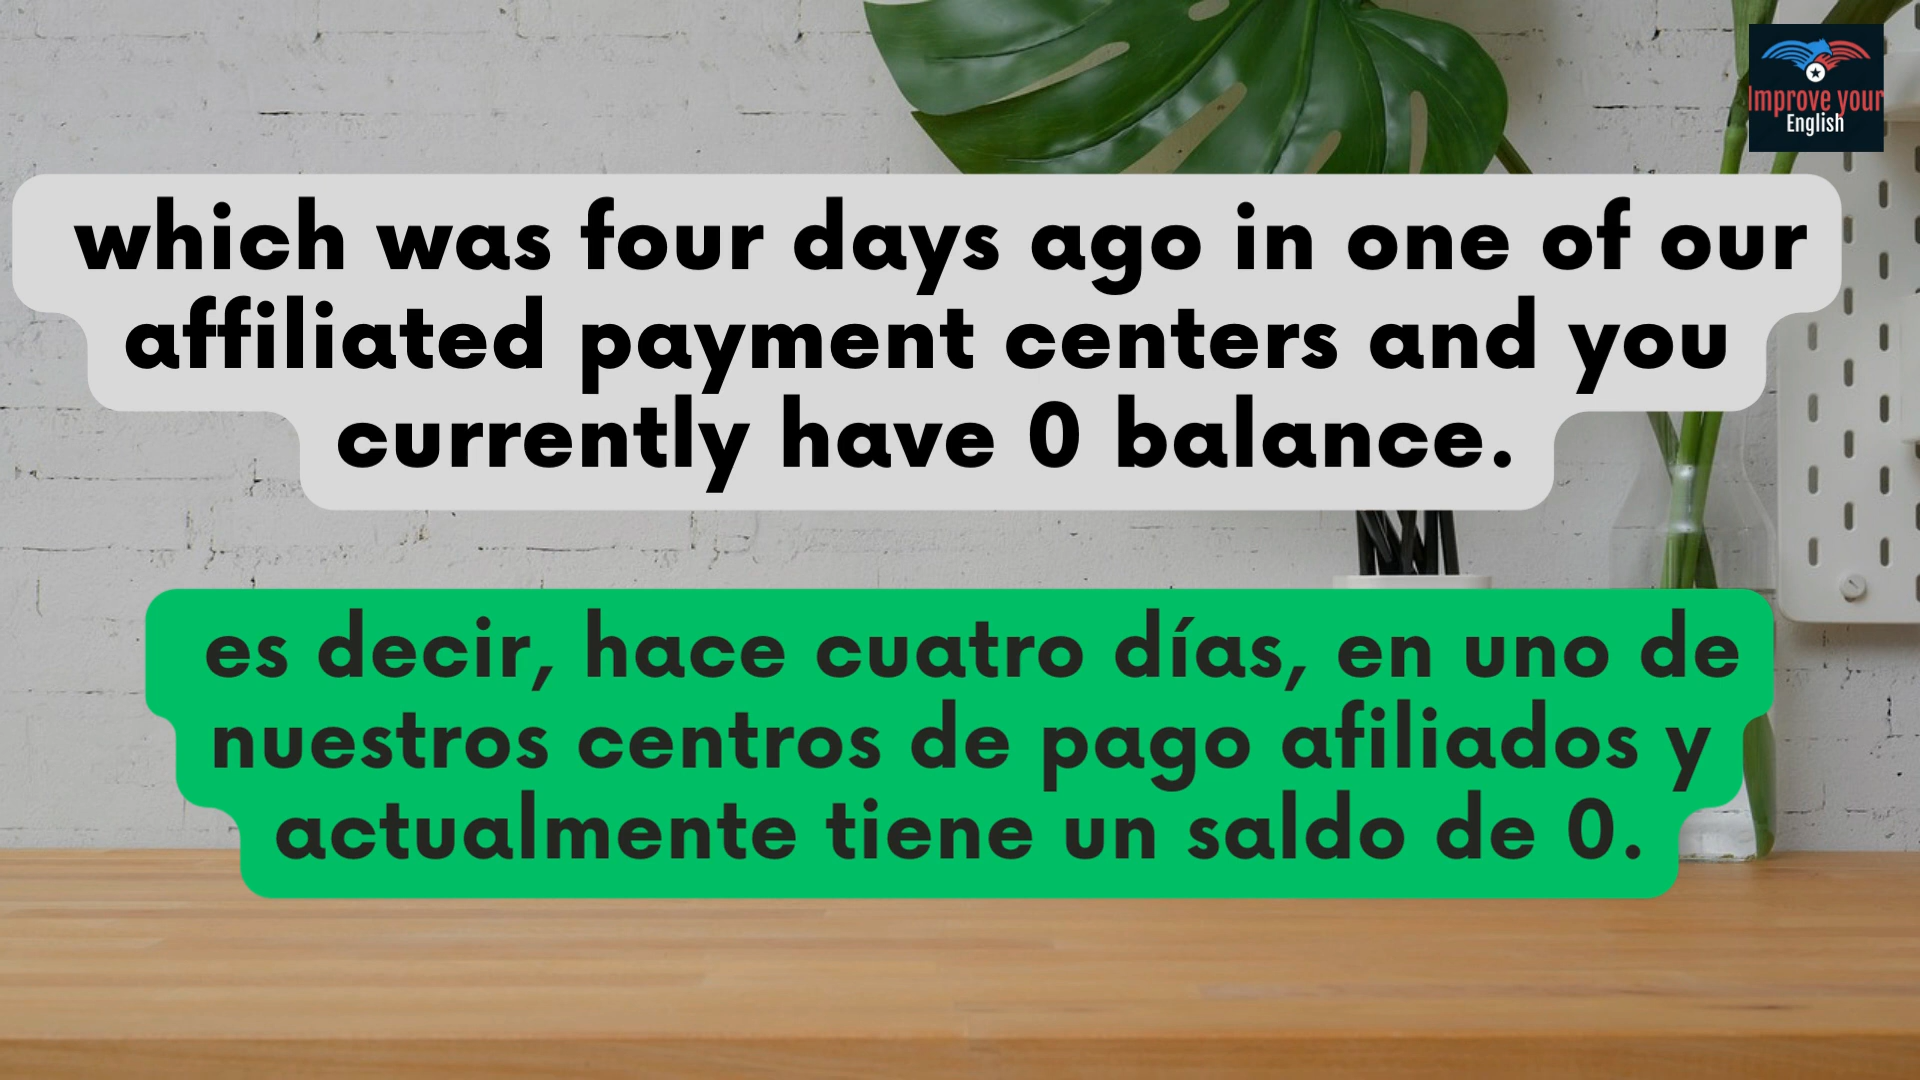 Improve your
English
which was four days ago in one of our
affiliated payment centers and you
currently have 0 balance.
es decir, hace cuatro días, en uno de
nuestros centros de pago afiliados y
actualmente tiene un saldo de 0.